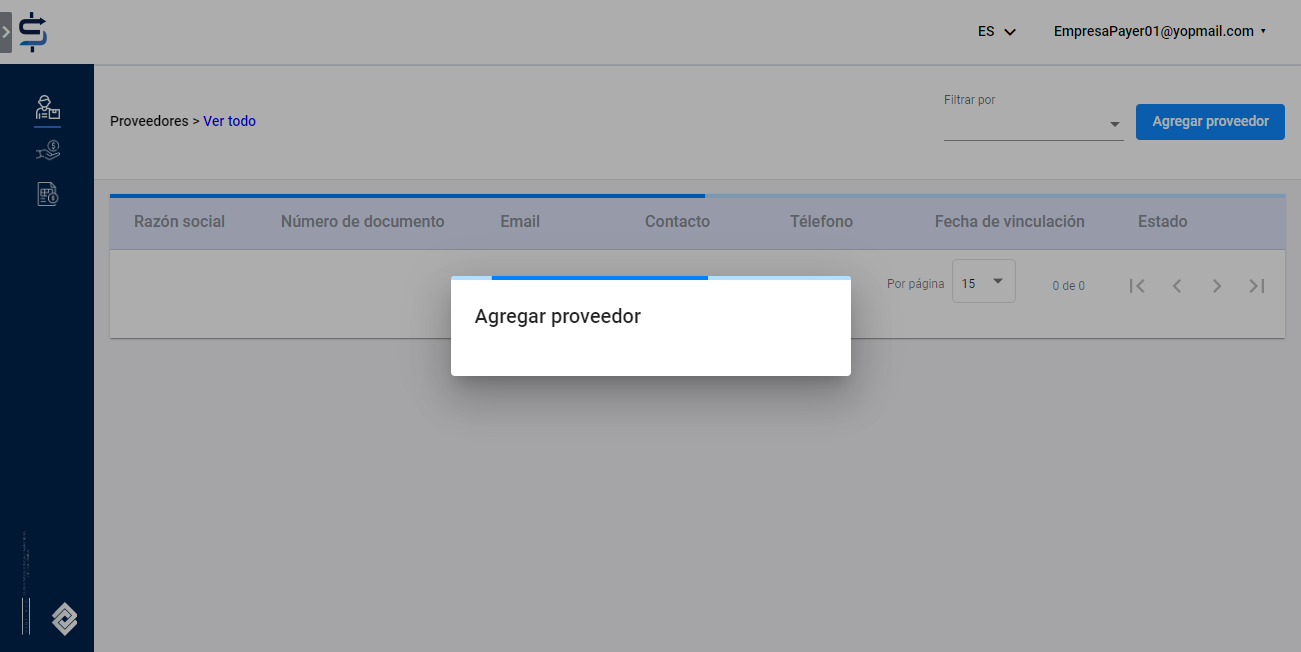 ES
EmpresaPayer01@yopmail.com
Proveedores > Ver todo
Filtrar por
Agregar proveedor
Razón social Número de documento Email Contacto Télefono Fecha de vinculación Estado
Por página 15 0 de 0
Agregar proveedor